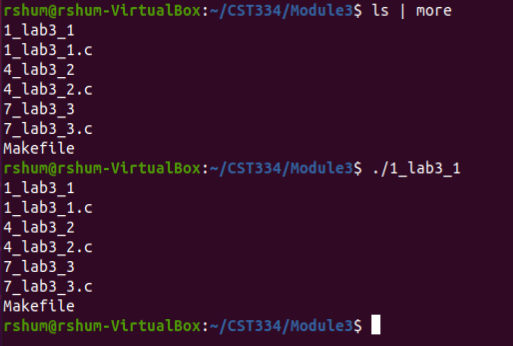 rshum@rshum-VirtualBox:~/CST334/Module3$ ls | more
1_lab3_1
1_lab3_1.c
4_lab3_2
4_lab3_2.c
7_lab3_3
7_lab3_3.c
Makefile
rshum@rshum-VirtualBox:~/CST334/Module3$ ./1_lab3_1
1_lab3_1
1_lab3_1.c
4_lab3_2
4_lab3_2.c
7_lab3_3
7_lab3_3.c
Makefile
rshum@rshum-VirtualBox:~/CST334/Module3$